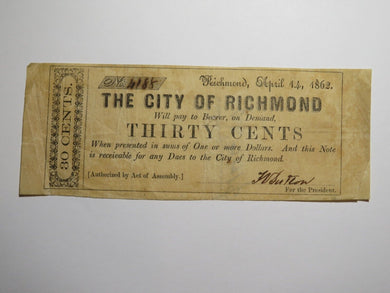 30 CENTS.
Richmond, April 14, 1862.
THE CITY OF RICHMOND
Will pay to Bearer, on Demand,
THIRTY CENTS
When presented in sums of One or more Dollars. And this Note
is receivable for any Dues to the City of Richmond.
[Authorized by Act of Assembly.]
For the President.